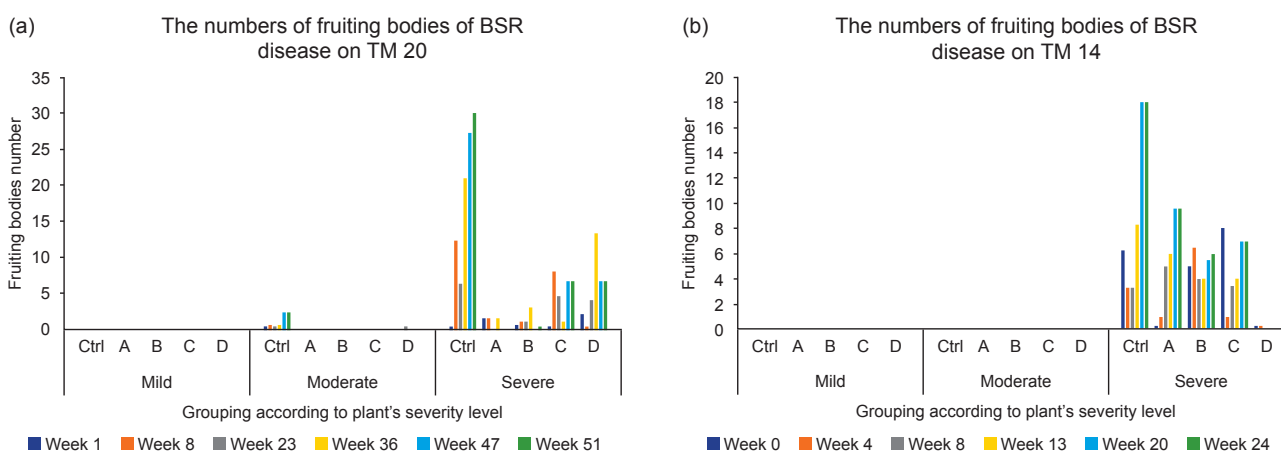 (a)
The numbers of fruiting bodies of BSR
disease on TM 20
Fruiting bodies number
35
30
25
20
15
10
5
0
Ctrl A B C D Ctrl A B C D Ctrl A B C D
Mild Moderate Severe
Grouping according to plant's severity level
Week 1 Week 8 Week 23 Week 36 Week 47 Week 51
(b)
The numbers of fruiting bodies of BSR
disease on TM 14
Fruiting bodies number
20
18
16
14
12
10
8
6
4
2
0
Ctrl A B C D Ctrl A B C D Ctrl A B C D
Mild Moderate Severe
Grouping according to plant's severity level
Week 0 Week 4 Week 8 Week 13 Week 20 Week 24